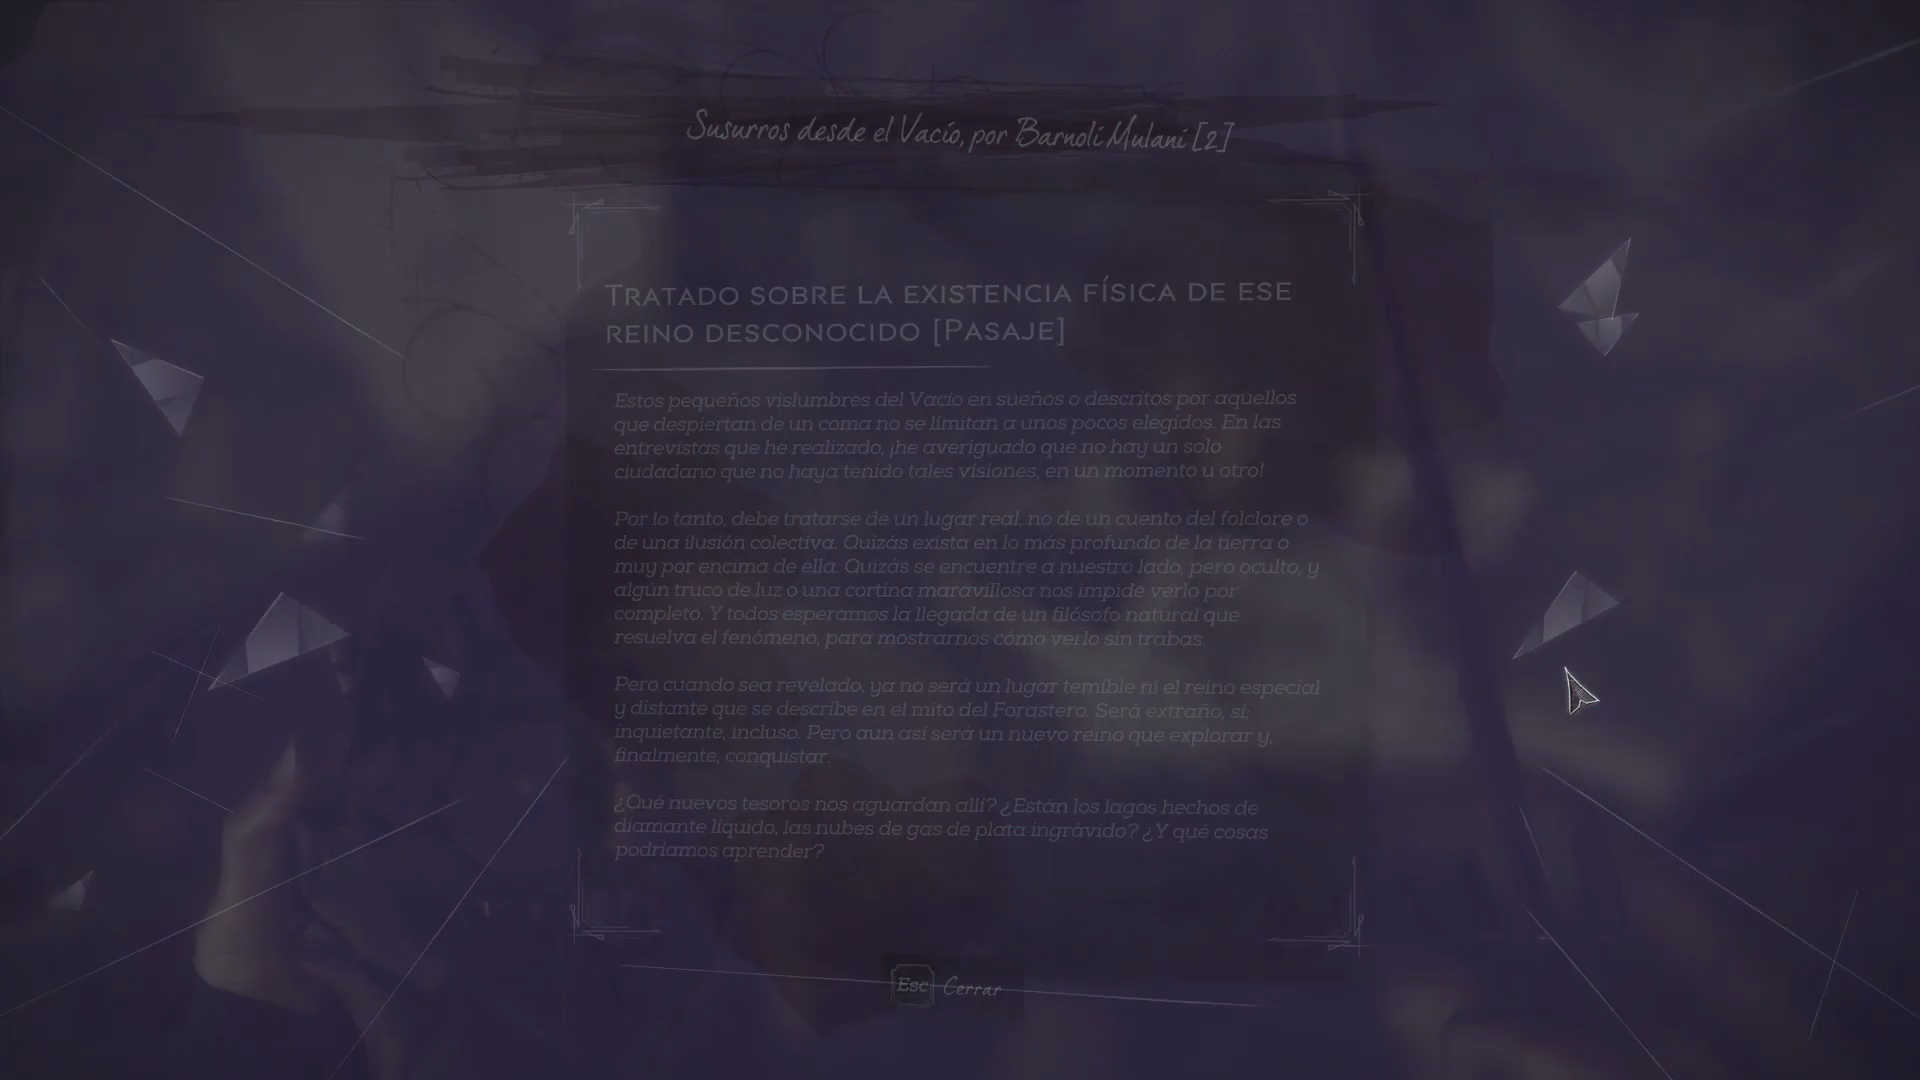 Susurros desde el Vacío, por Barnoli Mulani [2]
Tratado sobre la existencia física de ese
reino desconocido [Pasaje]
Estos pequeños vislumbres del Vacío en sueños o descritos por aquellos
que despiertan de un coma no se limitan a unos pocos elegidos. En las
entrevistas que he realizado, ¡he averiguado que no hay un solo
ciudadano que no haya tenido tales visiones, en un momento u otro!
Por lo tanto, debe tratarse de un lugar real, no de un cuento del folclore o
de una ilusión colectiva. Quizás exista en lo más profundo de la tierra o
muy por encima de ella. Quizás se encuentre a nuestro lado, pero oculto, y
algún truco de luz o una cortina maravillosa nos impide verlo por
completo. Y todos esperamos la llegada de un filósofo natural que
resuelva el fenómeno, para mostrarnos cómo verlo sin trabas.
Pero cuando sea revelado, ya no será un lugar temible ni el reino especial
y distante que se describe en el mito del Forastero. Será extraño, sí;
inquietante, incluso. Pero aun así será un nuevo reino que explorar y,
finalmente, conquistar.
¿Qué nuevos tesoros nos aguardan allí? ¿Están los lagos hechos de
diamante líquido, las nubes de gas de plata ingrávido? ¿Y qué cosas
podríamos aprender?
Esc Cerrar